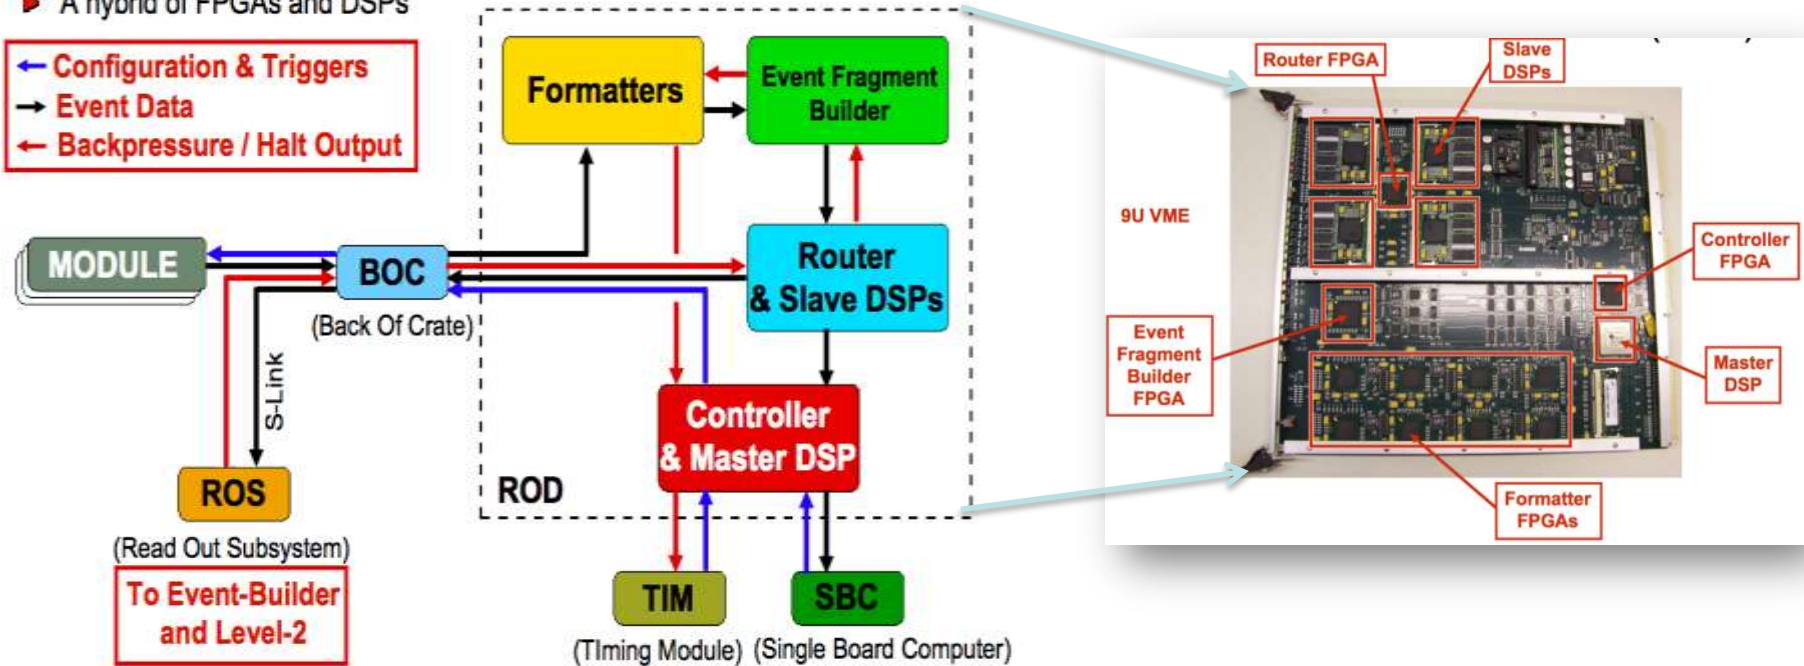 A hybrid of FPGAs and DSPs
Configuration & Triggers
Event Data
Backpressure / Halt Output
Formatters
Event Fragment
Builder
MODULE
BOC
(Back Of Crate)
Router
& Slave DSPs
S-Link
Controller
& Master DSP
ROD
ROS
(Read Out Subsystem)
To Event-Builder
and Level-2
TIM
(TIming Module)
SBC
(Single Board Computer)
Router FPGA
Slave
DSPs
9U VME
Controller
FPGA
Event
Fragment
Builder
FPGA
Master
DSP
Formatter
FPGAs